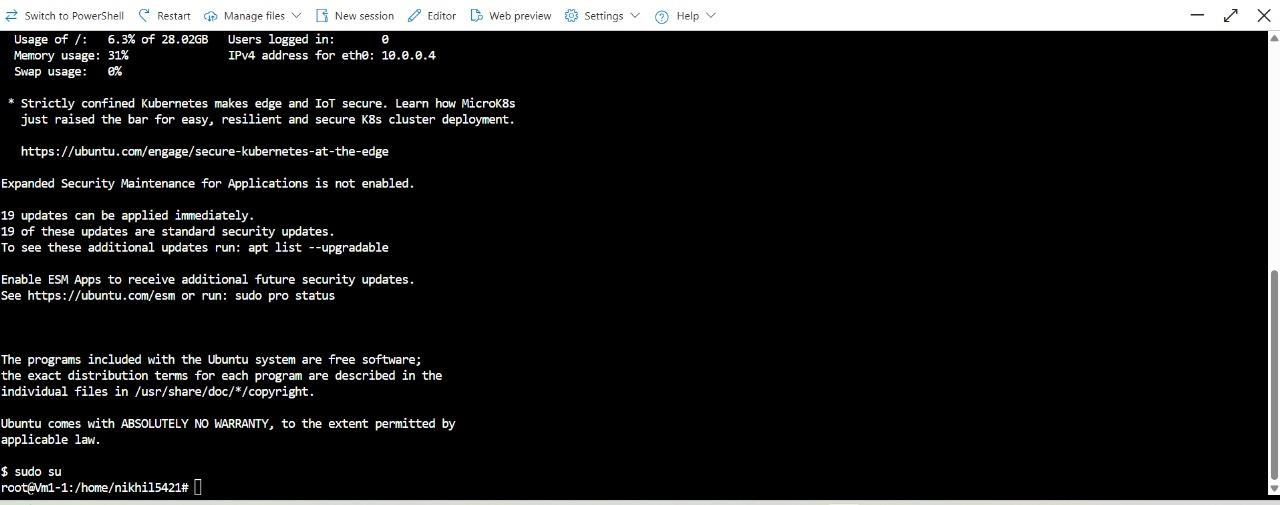 Switch to PowerShell Restart Manage files New session Editor Web preview Settings Help
Usage of /: 6.3% of 28.02GB Users logged in: 0
Memory usage: 31% IPv4 address for eth0: 10.0.0.4
Swap usage: 0%
* Strictly confined Kubernetes makes edge and IoT secure. Learn how MicroK8s
just raised the bar for easy, resilient and secure K8s cluster deployment.
https://ubuntu.com/engage/secure-kubernetes-at-the-edge
Expanded Security Maintenance for Applications is not enabled.
19 updates can be applied immediately.
19 of these updates are standard security updates.
To see these additional updates run: apt list --upgradable
Enable ESM Apps to receive additional future security updates.
See https://ubuntu.com/esm or run: sudo pro status
The programs included with the Ubuntu system are free software;
the exact distribution terms for each program are described in the
individual files in /usr/share/doc/*/copyright.
Ubuntu comes with ABSOLUTELY NO WARRANTY, to the extent permitted by
applicable law.
$ sudo su
root@Vm1-1:/home/nikhil5421#